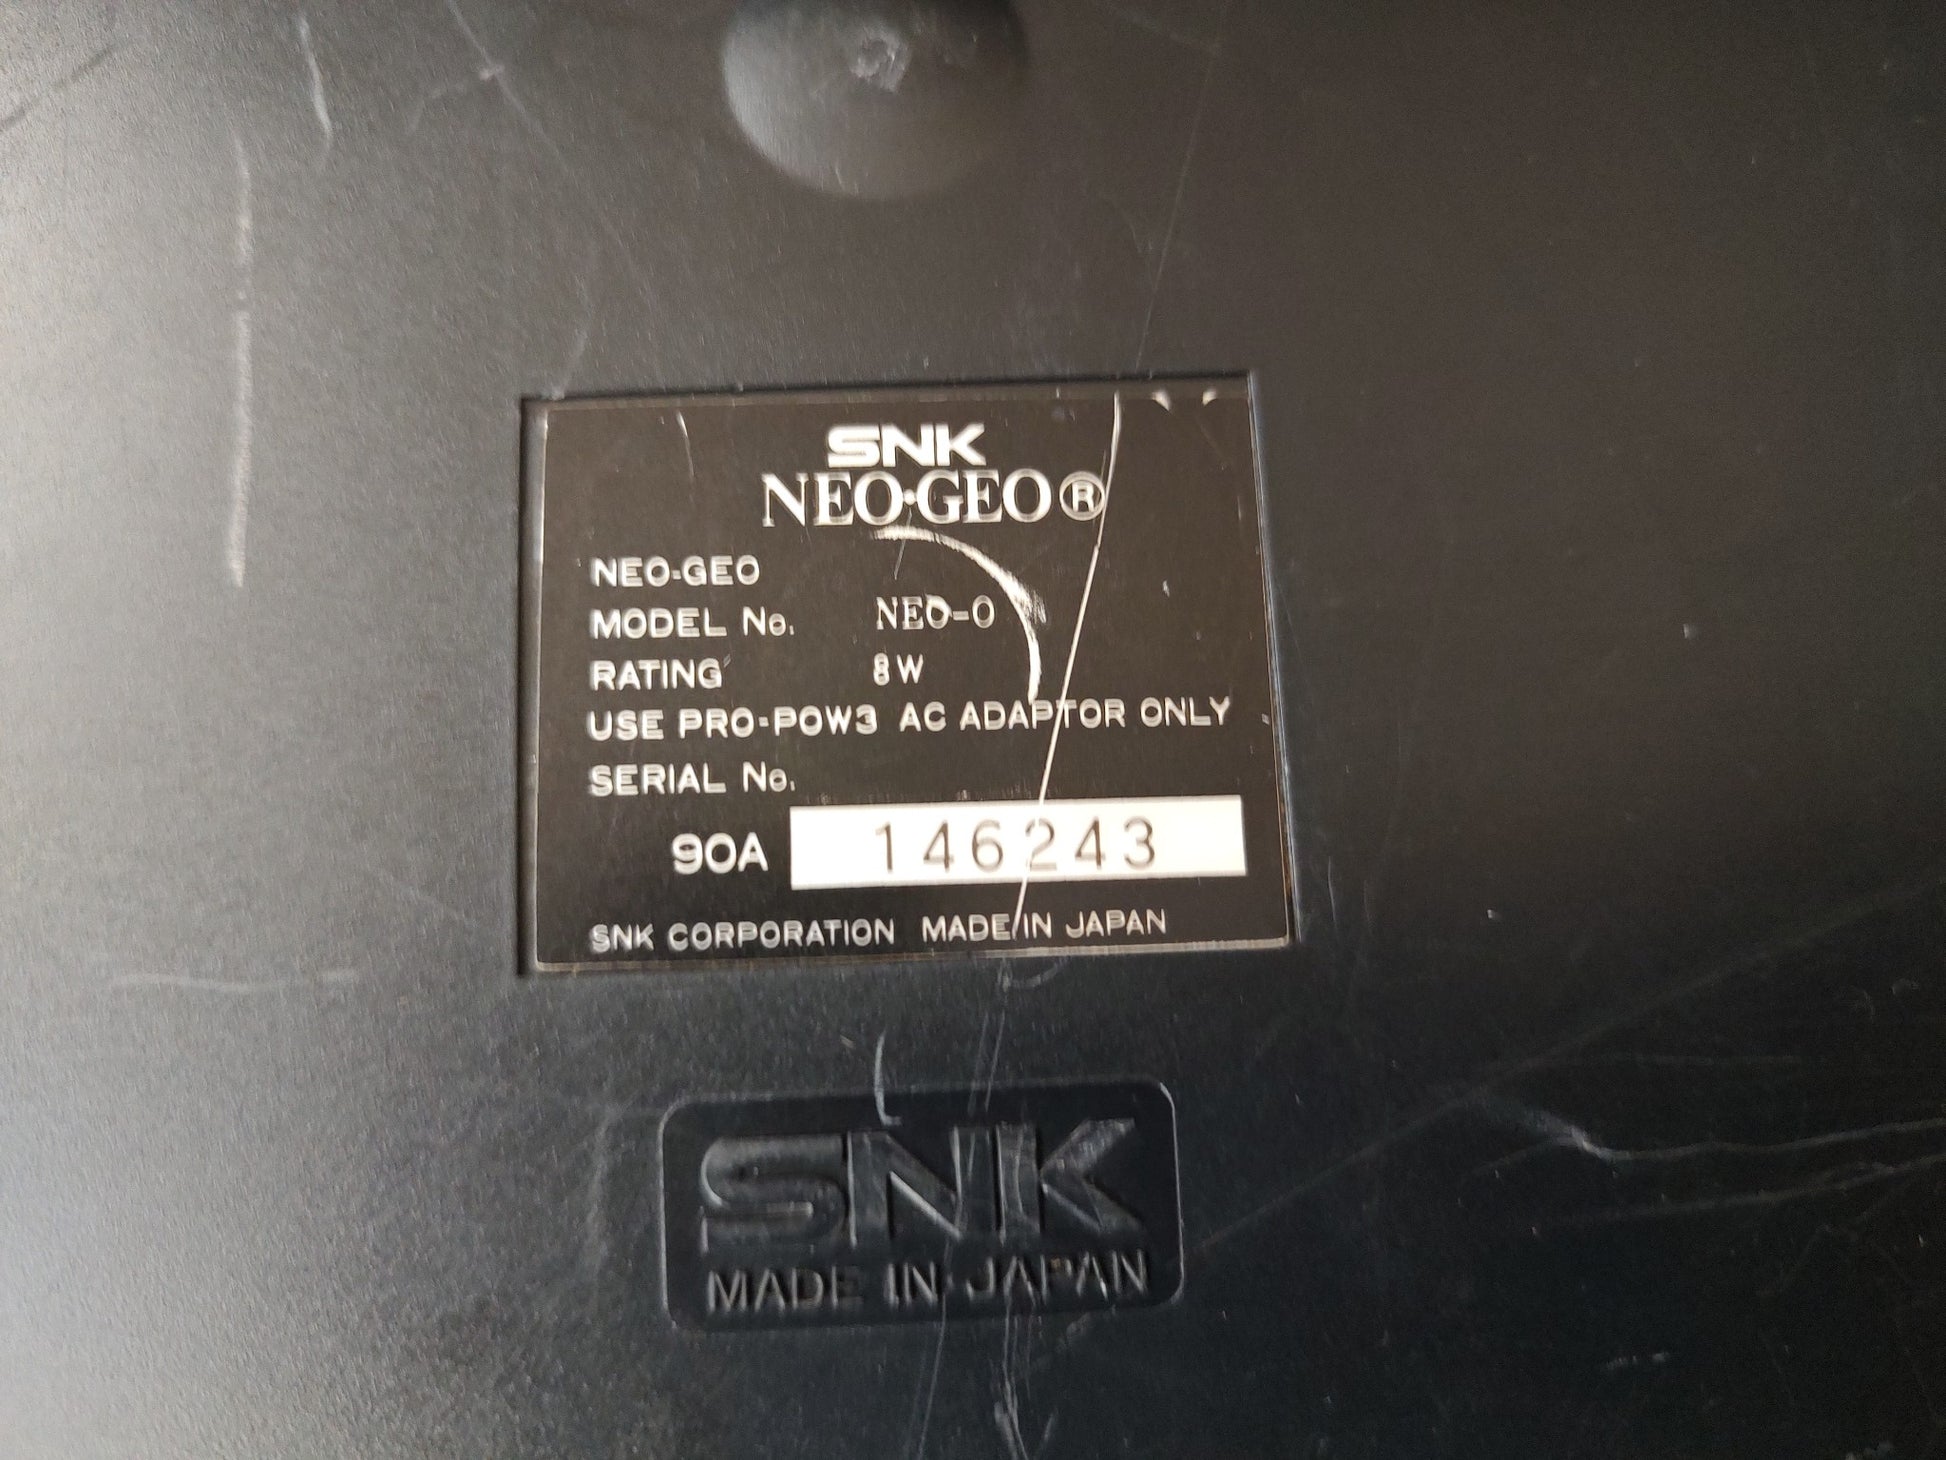 SNK
NEO·GEO®
NEO-GEO
MODEL No. NEO-0
RATING 8W
USE PRO-POW3 AC ADAPTOR ONLY
SERIAL No.
90A 146243
SNK CORPORATION MADE IN JAPAN
SNK
MADE IN JAPAN